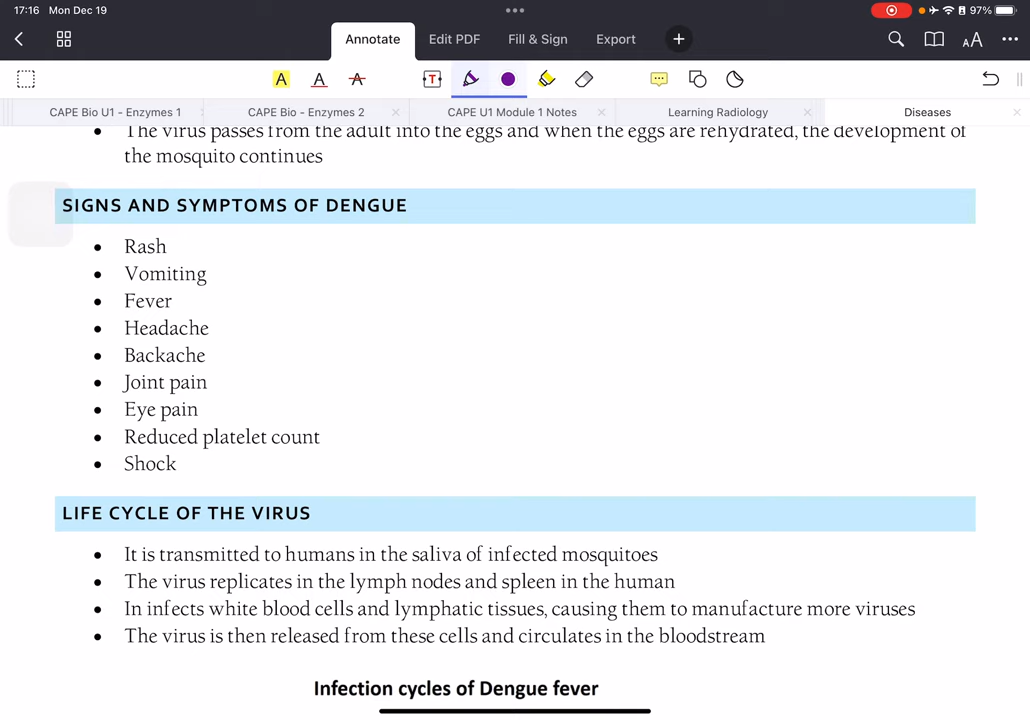 17:16 Mon Dec 19
97%
Annotate Edit PDF Fill & Sign Export
AA
A A A T
CAPE Bio U1 - Enzymes 1 CAPE Bio - Enzymes 2 CAPE U1 Module 1 Notes Learning Radiology Diseases
• The virus passes from the adult into the eggs and when the eggs are rehydrated, the development of
the mosquito continues
SIGNS AND SYMPTOMS OF DENGUE
• Rash
• Vomiting
• Fever
• Headache
• Backache
• Joint pain
• Eye pain
• Reduced platelet count
• Shock
LIFE CYCLE OF THE VIRUS
• It is transmitted to humans in the saliva of infected mosquitoes
• The virus replicates in the lymph nodes and spleen in the human
• In infects white blood cells and lymphatic tissues, causing them to manufacture more viruses
• The virus is then released from these cells and circulates in the bloodstream
Infection cycles of Dengue fever